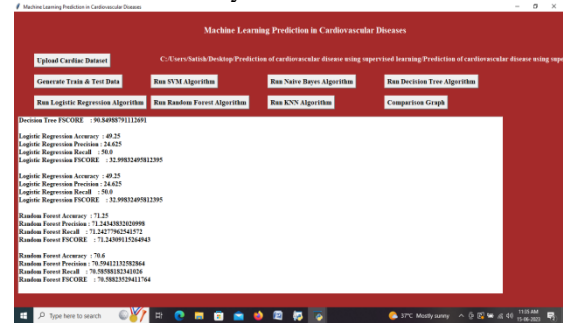 Machine Learning Prediction in Cardiovascular Diseases
Machine Learning Prediction in Cardiovascular Diseases
Upload Cardiac Dataset
C:/Users/Satish/Desktop/Prediction of cardiovascular disease using supervised learning/Prediction of cardiovascular disease using supe
Generate Train & Test Data
Run SVM Algorithm
Run Naive Bayes Algorithm
Run Decision Tree Algorithm
Run Logistic Regression Algorithm
Run Random Forest Algorithm
Run KNN Algorithm
Comparison Graph
Decision Tree FSCORE : 90.84988791112691
Logistic Regression Accuracy : 49.25
Logistic Regression Precision : 24.625
Logistic Regression Recall : 50.0
Logistic Regression FSCORE : 32.99832495812395
Logistic Regression Accuracy : 49.25
Logistic Regression Precision : 24.625
Logistic Regression Recall : 50.0
Logistic Regression FSCORE : 32.99832495812395
Random Forest Accuracy : 71.25
Random Forest Precision : 71.24343832020998
Random Forest Recall : 71.24277962541572
Random Forest FSCORE : 71.24309115264943
Random Forest Accuracy : 70.6
Random Forest Precision : 70.59412132582864
Random Forest Recall : 70.58588182341026
Random Forest FSCORE : 70.58823529411764
Type here to search
37°C Mostly sunny
11:05 AM
15-06-2023